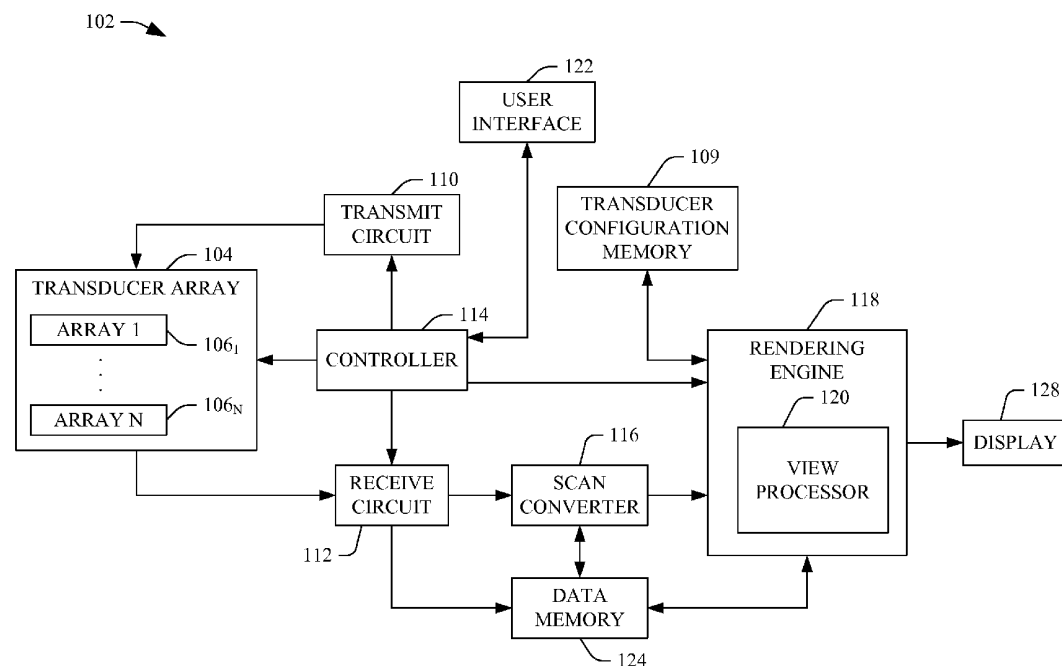 102
122
USER
INTERFACE
109
110
TRANSMIT
CIRCUIT
TRANSDUCER
CONFIGURATION
MEMORY
104
TRANSDUCER ARRAY
ARRAY 1
106₁
.
.
.
ARRAY N
106N
114
CONTROLLER
118
RENDERING
ENGINE
120
VIEW
PROCESSOR
128
DISPLAY
116
RECEIVE
CIRCUIT
112
SCAN
CONVERTER
DATA
MEMORY
124